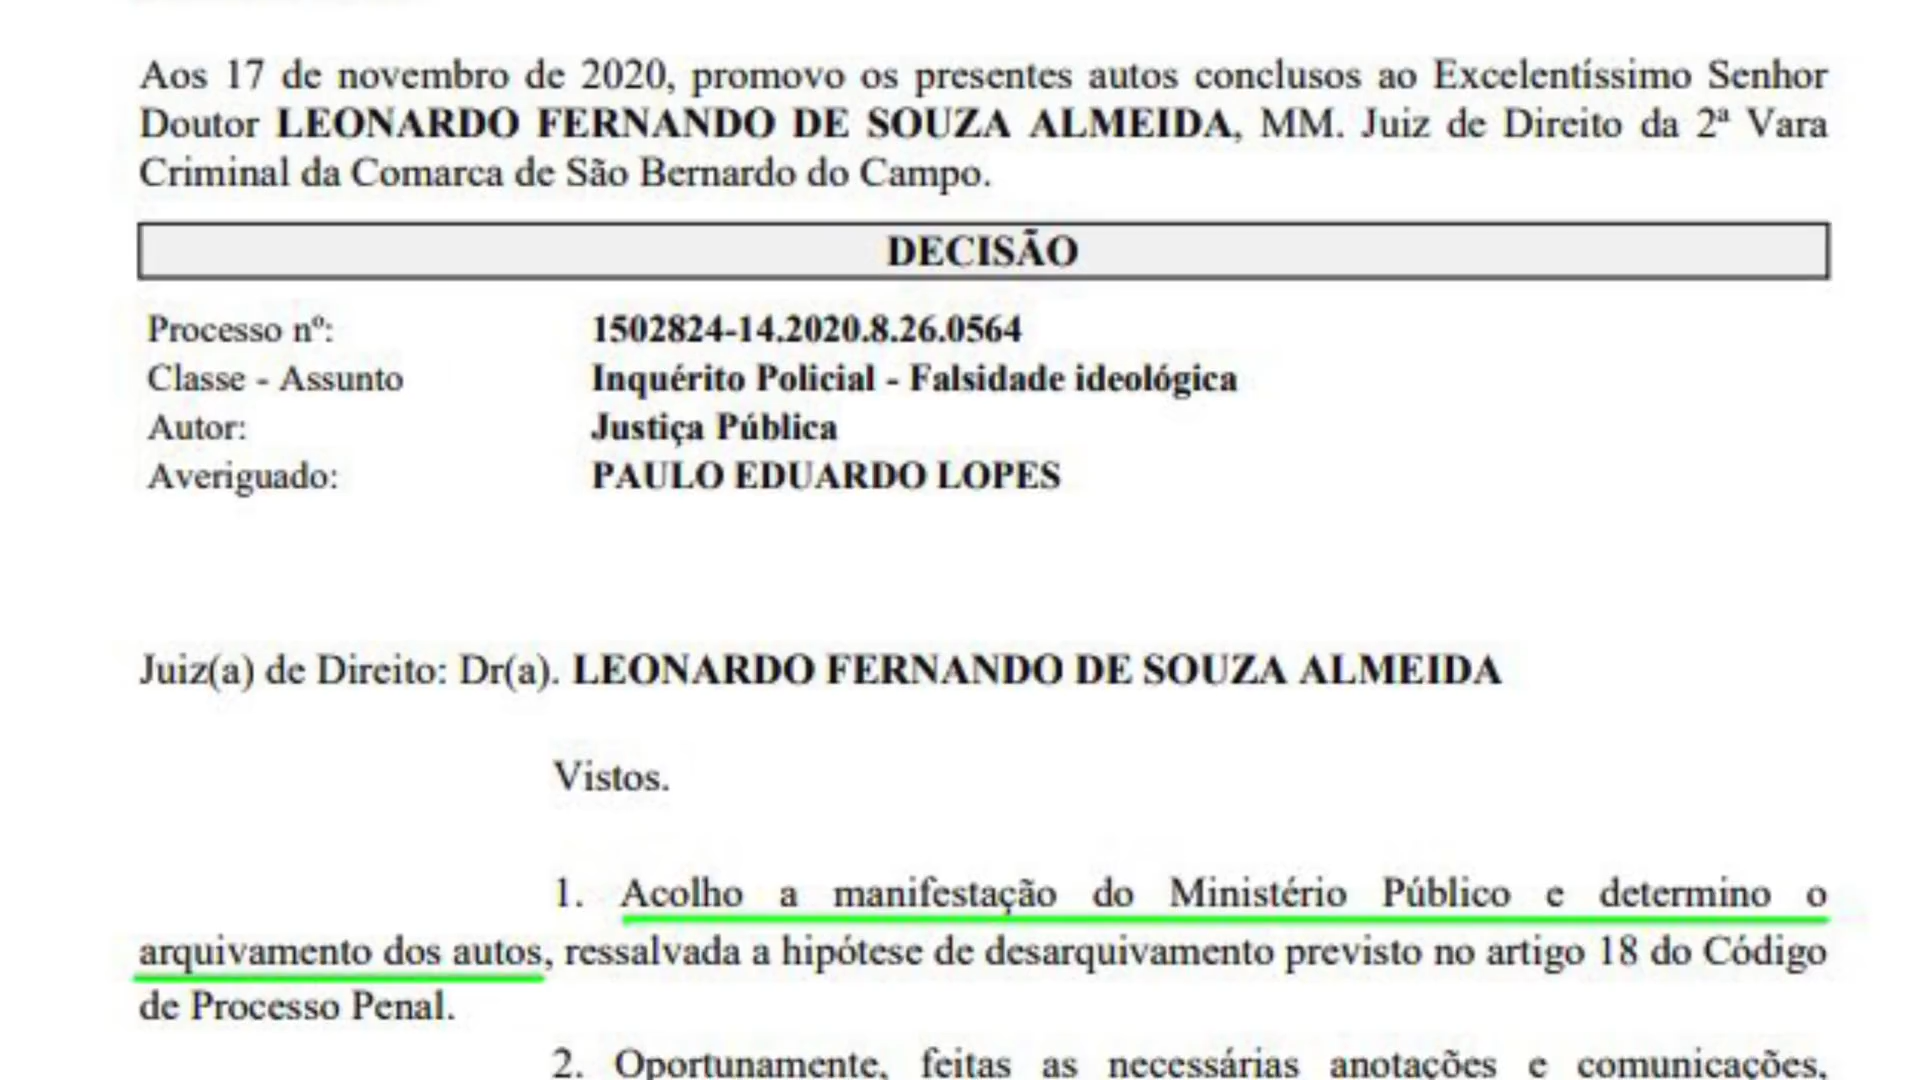 Aos 17 de novembro de 2020, promovo os presentes autos conclusos ao Excelentíssimo Senhor
Doutor LEONARDO FERNANDO DE SOUZA ALMEIDA, MM. Juiz de Direito da 2ª Vara
Criminal da Comarca de São Bernardo do Campo.
DECISÃO
Processo nº: 1502824-14.2020.8.26.0564
Classe - Assunto Inquérito Policial - Falsidade ideológica
Autor: Justiça Pública
Averiguado: PAULO EDUARDO LOPES
Juiz(a) de Direito: Dr(a). LEONARDO FERNANDO DE SOUZA ALMEIDA
Vistos.
1. Acolho a manifestação do Ministério Público e determino o
arquivamento dos autos, ressalvada a hipótese de desarquivamento previsto no artigo 18 do Código
de Processo Penal.
2. Oportunamente, feitas as necessárias anotações e comunicações,